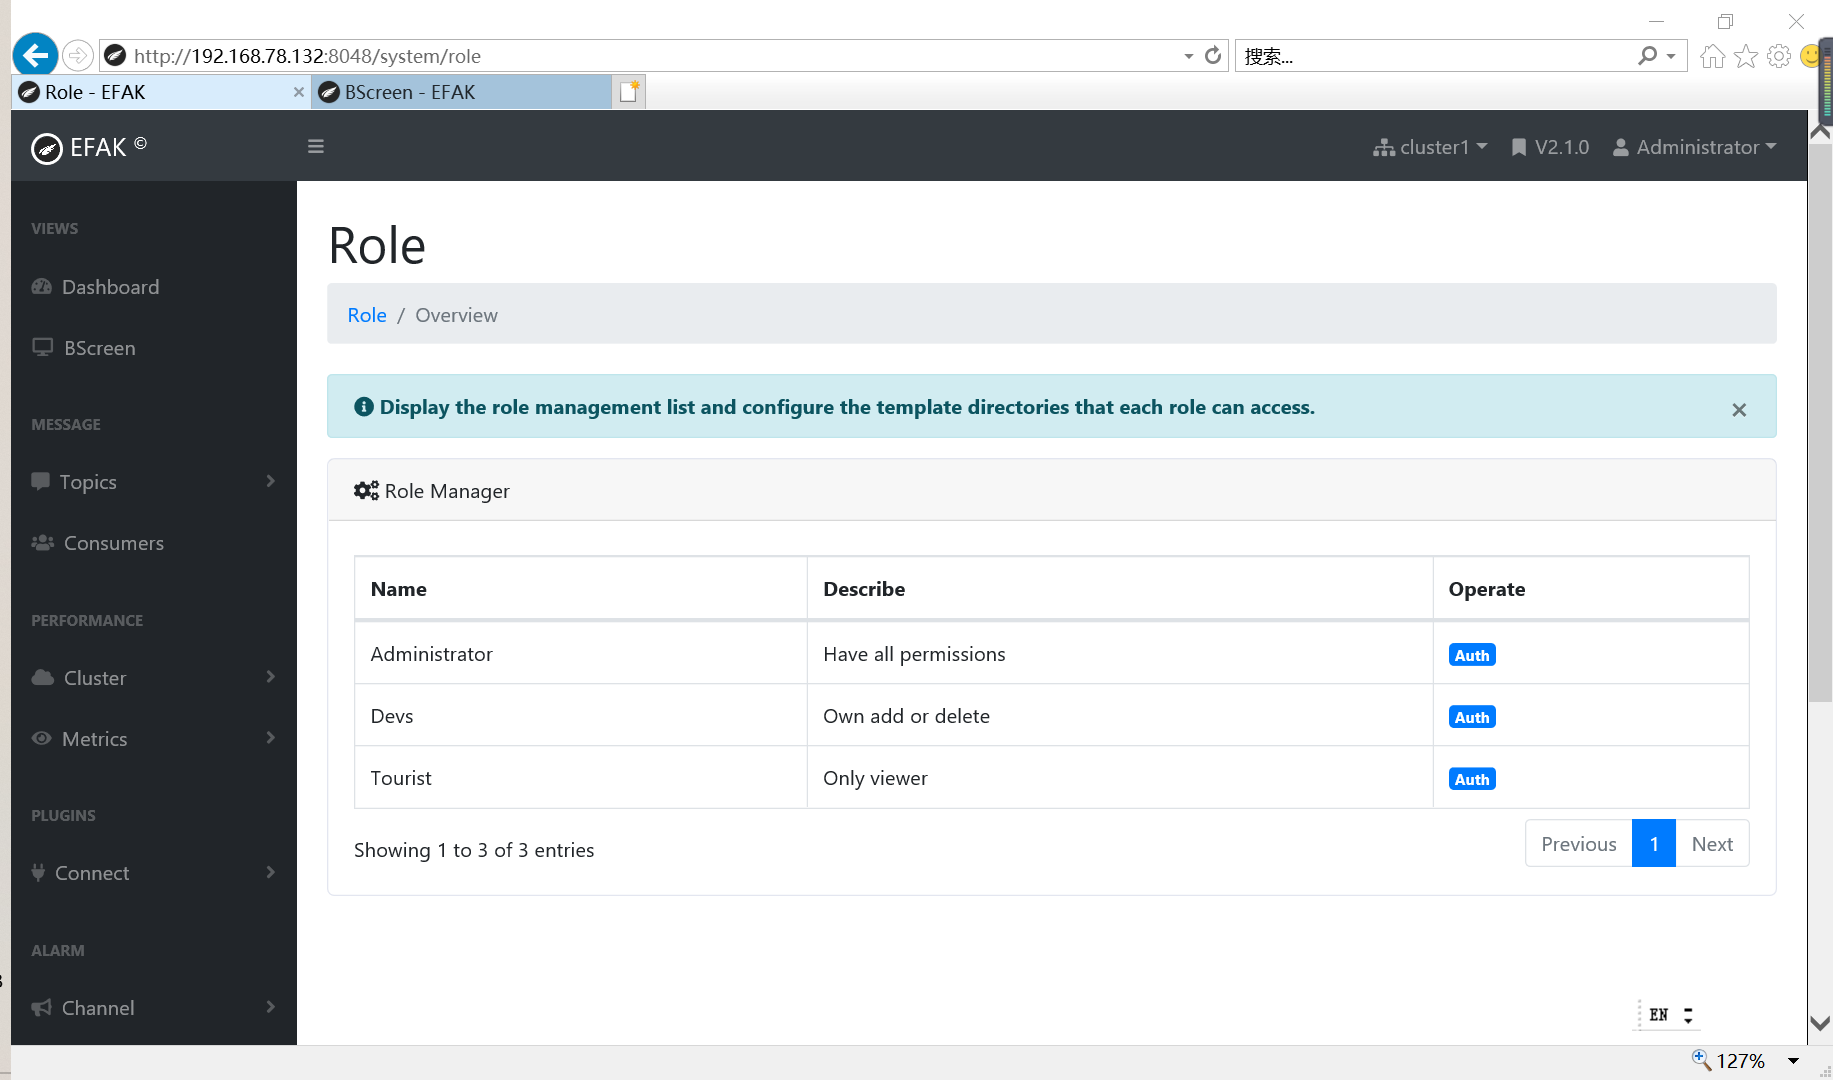 http://192.168.78.132:8048/system/role
搜索...
Role - EFAK
BScreen - EFAK
EFAK ©
cluster1
V2.1.0
Administrator
VIEWS
Dashboard
BScreen
MESSAGE
Topics
Consumers
PERFORMANCE
Cluster
Metrics
PLUGINS
Connect
ALARM
Channel
Role
Role / Overview
Display the role management list and configure the template directories that each role can access.
×
Role Manager
Name Describe Operate
Administrator Have all permissions Auth
Devs Own add or delete Auth
Tourist Only viewer Auth
Showing 1 to 3 of 3 entries
Previous 1 Next
EN
127%